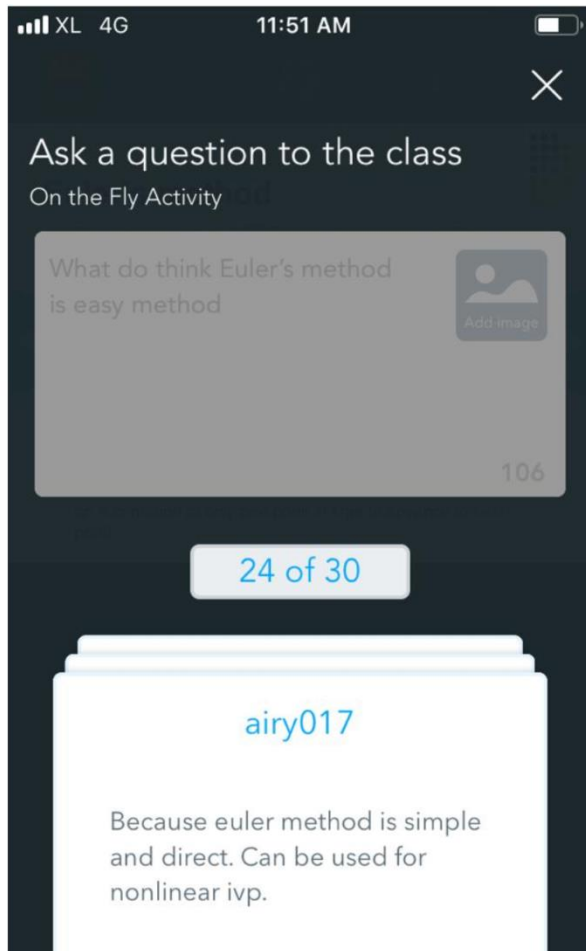 XL 4G 11:51 AM
Ask a question to the class
On the Fly Activity
What do think Euler's method
is easy method
Add image
106
24 of 30
airy017
Because euler method is simple
and direct. Can be used for
nonlinear ivp.